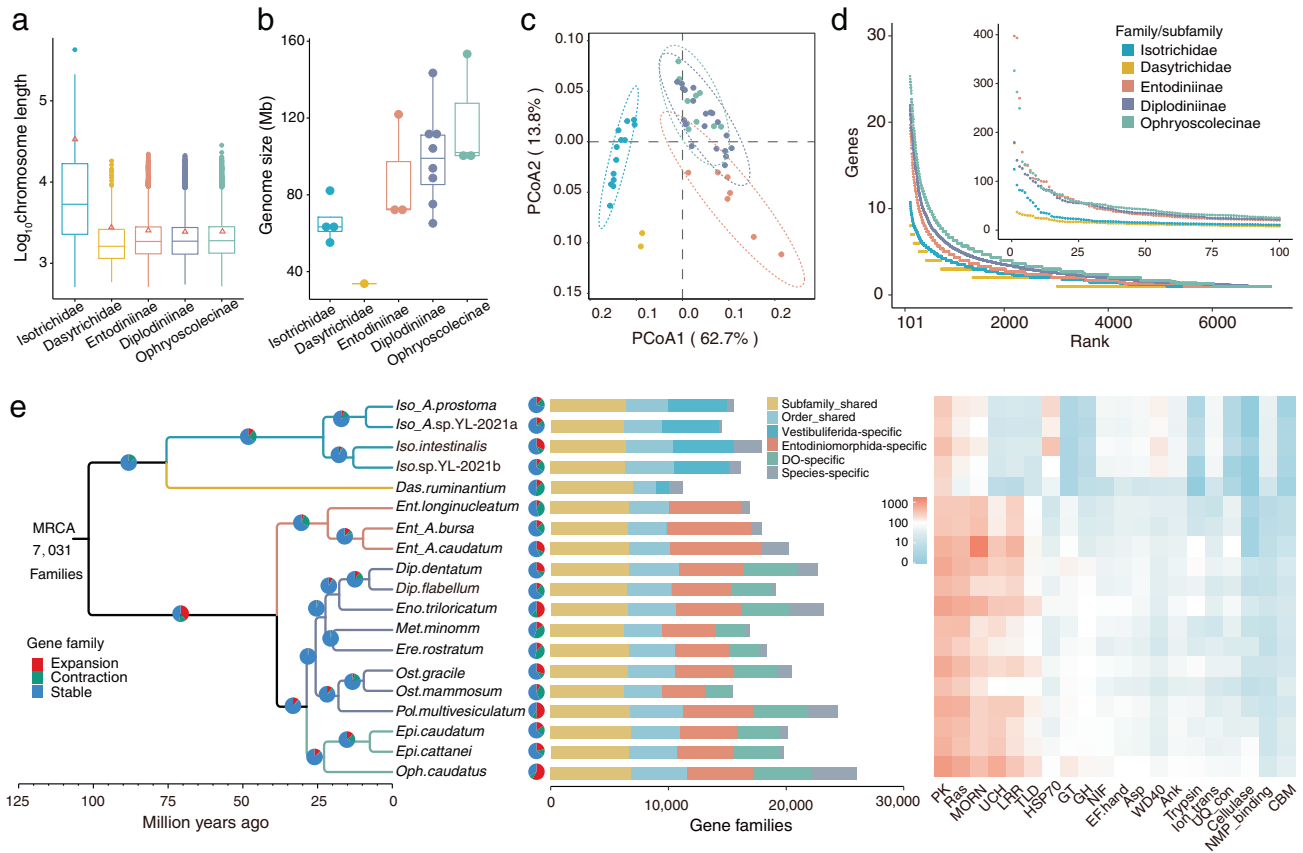 a
Log10chromosome length
5
4
3
Isotrichidae
Dasytrichidae
Entodiniinae
Diplodiniinae
Ophryoscolecinae
b
Genome size (Mb)
160
120
80
40
Isotrichidae
Dasytrichidae
Entodiniinae
Diplodiniinae
Ophryoscolecinae
c
PCoA2 ( 13.8% )
0.10
0.05
0.00
0.05
0.10
0.15
0.2
0.1
0.0
0.1
0.2
PCoA1 ( 62.7% )
d
Genes
30
20
10
0
101
2000
4000
6000
Rank
400
300
200
100
0
0
25
50
75
100
Family/subfamily
Isotrichidae
Dasytrichidae
Entodiniinae
Diplodiniinae
Ophryoscolecinae
e
MRCA
7,031
Families
Gene family
Expansion
Contraction
Stable
Iso_A.prostoma
Iso_A.sp.YL-2021a
Iso.intestinalis
Iso.sp.YL-2021b
Das.ruminantium
Ent.longinucleatum
Ent_A.bursa
Ent_A.caudatum
Dip.dentatum
Dip.flabellum
Eno.triloricatum
Met.minomm
Ere.rostratum
Ost.gracile
Ost.mammosum
Pol.multivesiculatum
Epi.caudatum
Epi.cattanei
Oph.caudatus
125
100
75
50
25
0
Million years ago
Subfamily_shared
Order_shared
Vestibuliferida-specific
Entodiniomorphida-specific
DO-specific
Species-specific
0
10,000
20,000
30,000
Gene families
1000
100
10
0
PK
Ras
MORN
UCH
LRR
TLD
HSP70
GT
GH
NIF
EF.hand
Asp
WD40
Ank
Trypsin
Ion_trans
UQ_con
Cellulase
NMP_binding
CBM